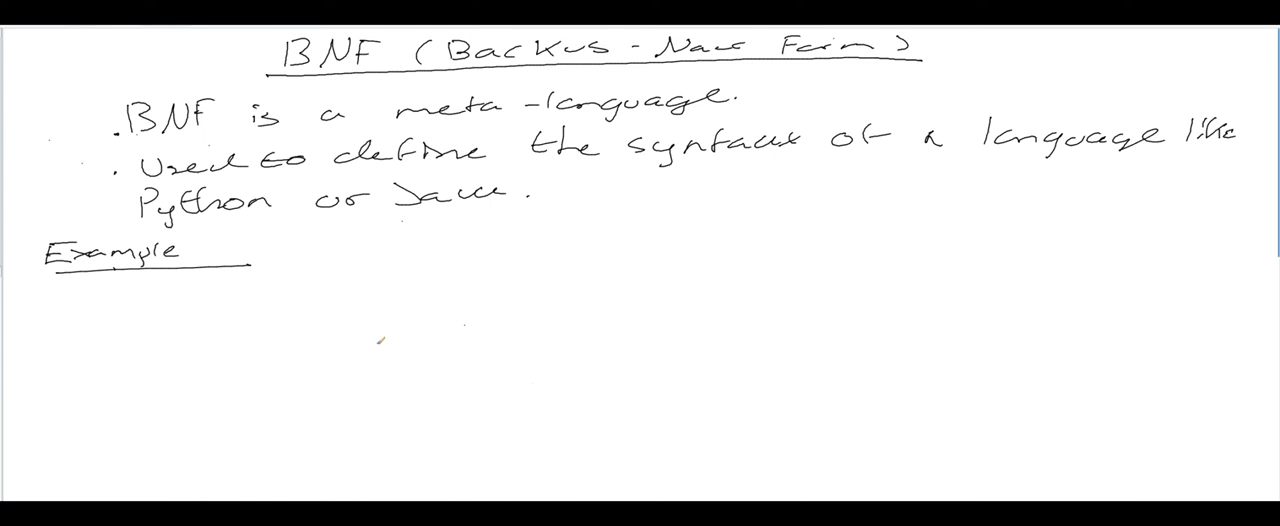 BNF (Backus - Naur Form)
. BNF is a meta -language.
. Used to define the syntax of a language like
Python or Java.
Example